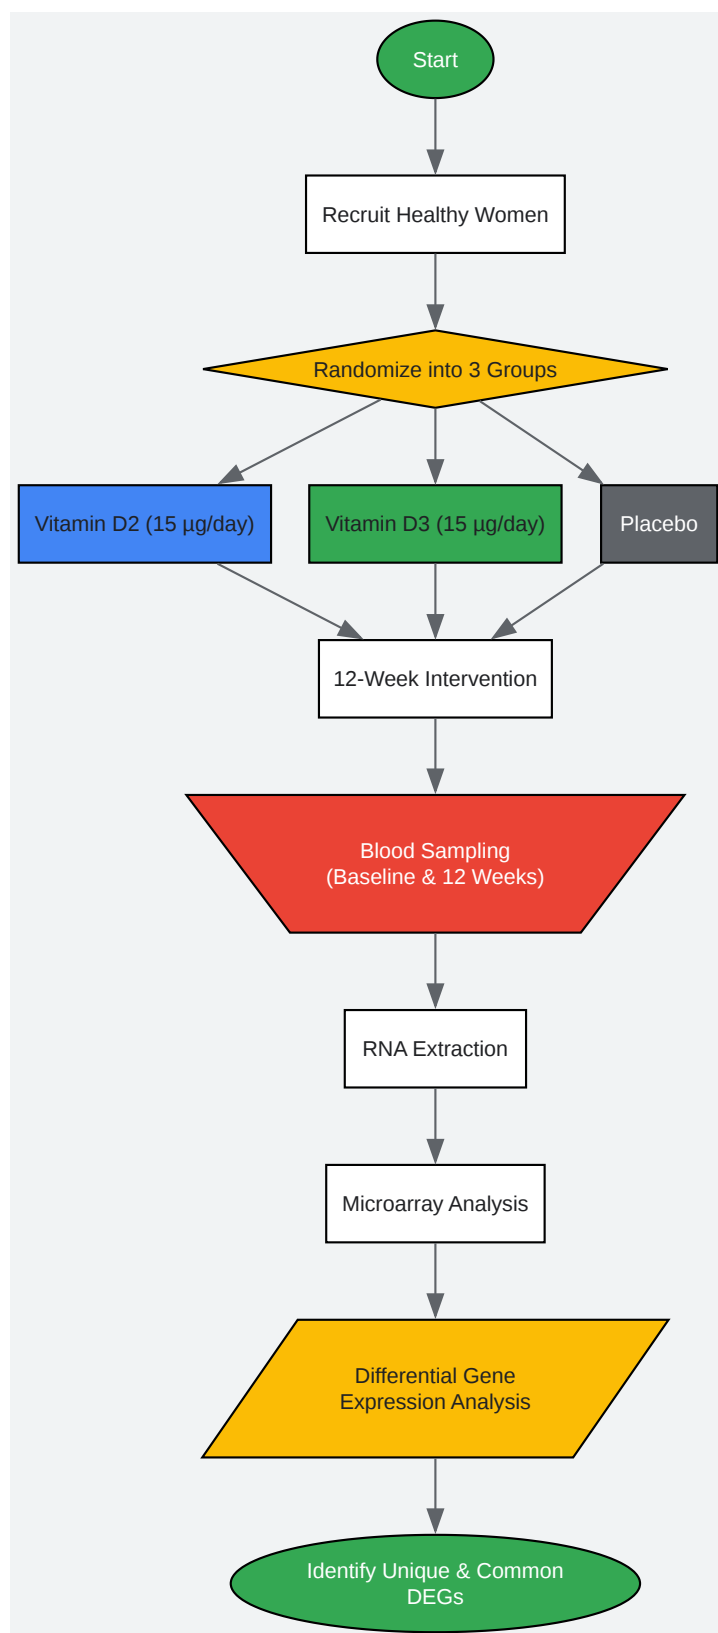 Start
Recruit Healthy Women
Randomize into 3 Groups
Vitamin D2 (15 µg/day)
Vitamin D3 (15 µg/day)
Placebo
12-Week Intervention
Blood Sampling
(Baseline & 12 Weeks)
RNA Extraction
Microarray Analysis
Differential Gene
Expression Analysis
Identify Unique & Common
DEGs